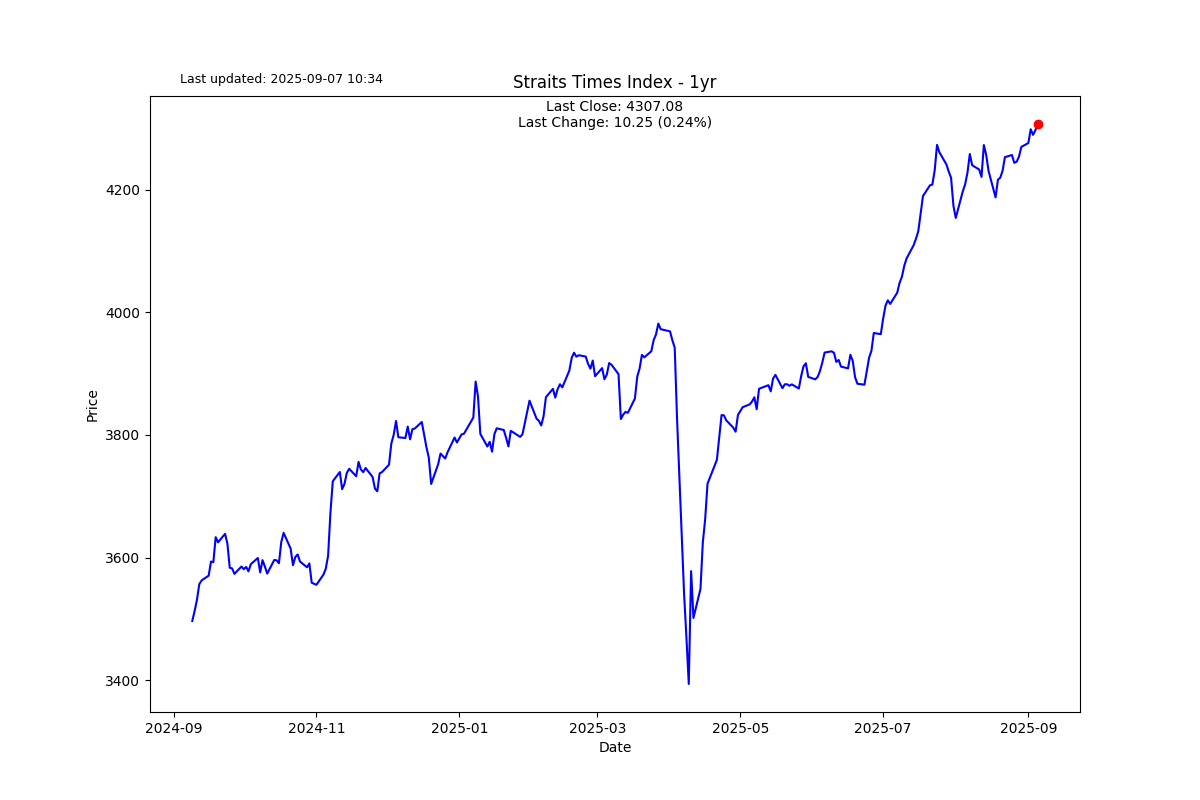 Last updated: 2025-09-07 10:34
Straits Times Index - 1yr
Last Close: 4307.08
Last Change: 10.25 (0.24%)
4200
4000
3800
3600
3400
Price
2024-09
2024-11
2025-01
2025-03
2025-05
2025-07
2025-09
Date